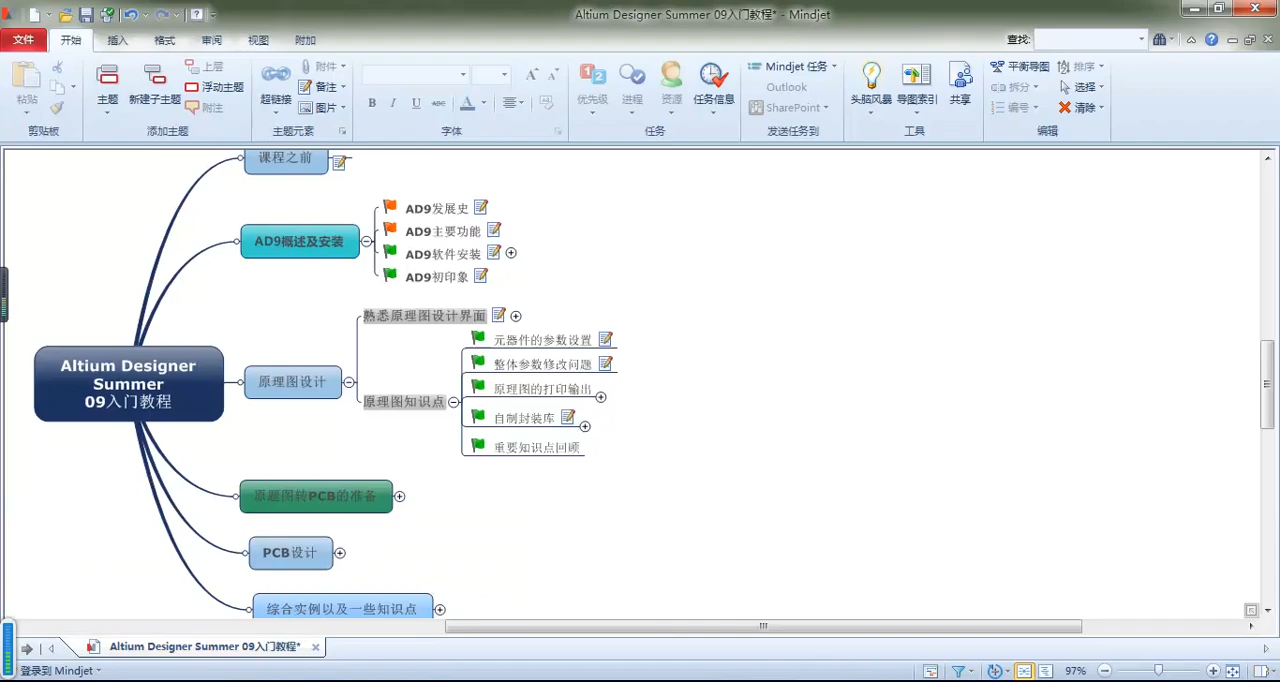 Altium Designer Summer 09入门教程* - Mindjet
文件 开始 插入 格式 审阅 视图 附加 查找:
粘贴
剪贴板
主题
新建子主题
上层
浮动主题
附注
添加主题
超链接
附件
备注
图片
主题元素
B I U ABC A
字体
优先级
进程
资源
任务信息
任务
Mindjet 任务
Outlook
SharePoint
发送任务到
头脑风暴
导图索引
共享
工具
平衡导图
拆分
编号
排序
选择
清除
编辑
课程之前
AD9概述及安装
AD9发展史
AD9主要功能
AD9软件安装
AD9初印象
Altium Designer
Summer
09入门教程
原理图设计
熟悉原理图设计界面
原理图知识点
元器件的参数设置
整体参数修改问题
原理图的打印输出
自制封装库
重要知识点回顾
原题图转PCB的准备
PCB设计
综合实例以及一些知识点
Altium Designer Summer 09入门教程*
登录到 Mindjet
97%